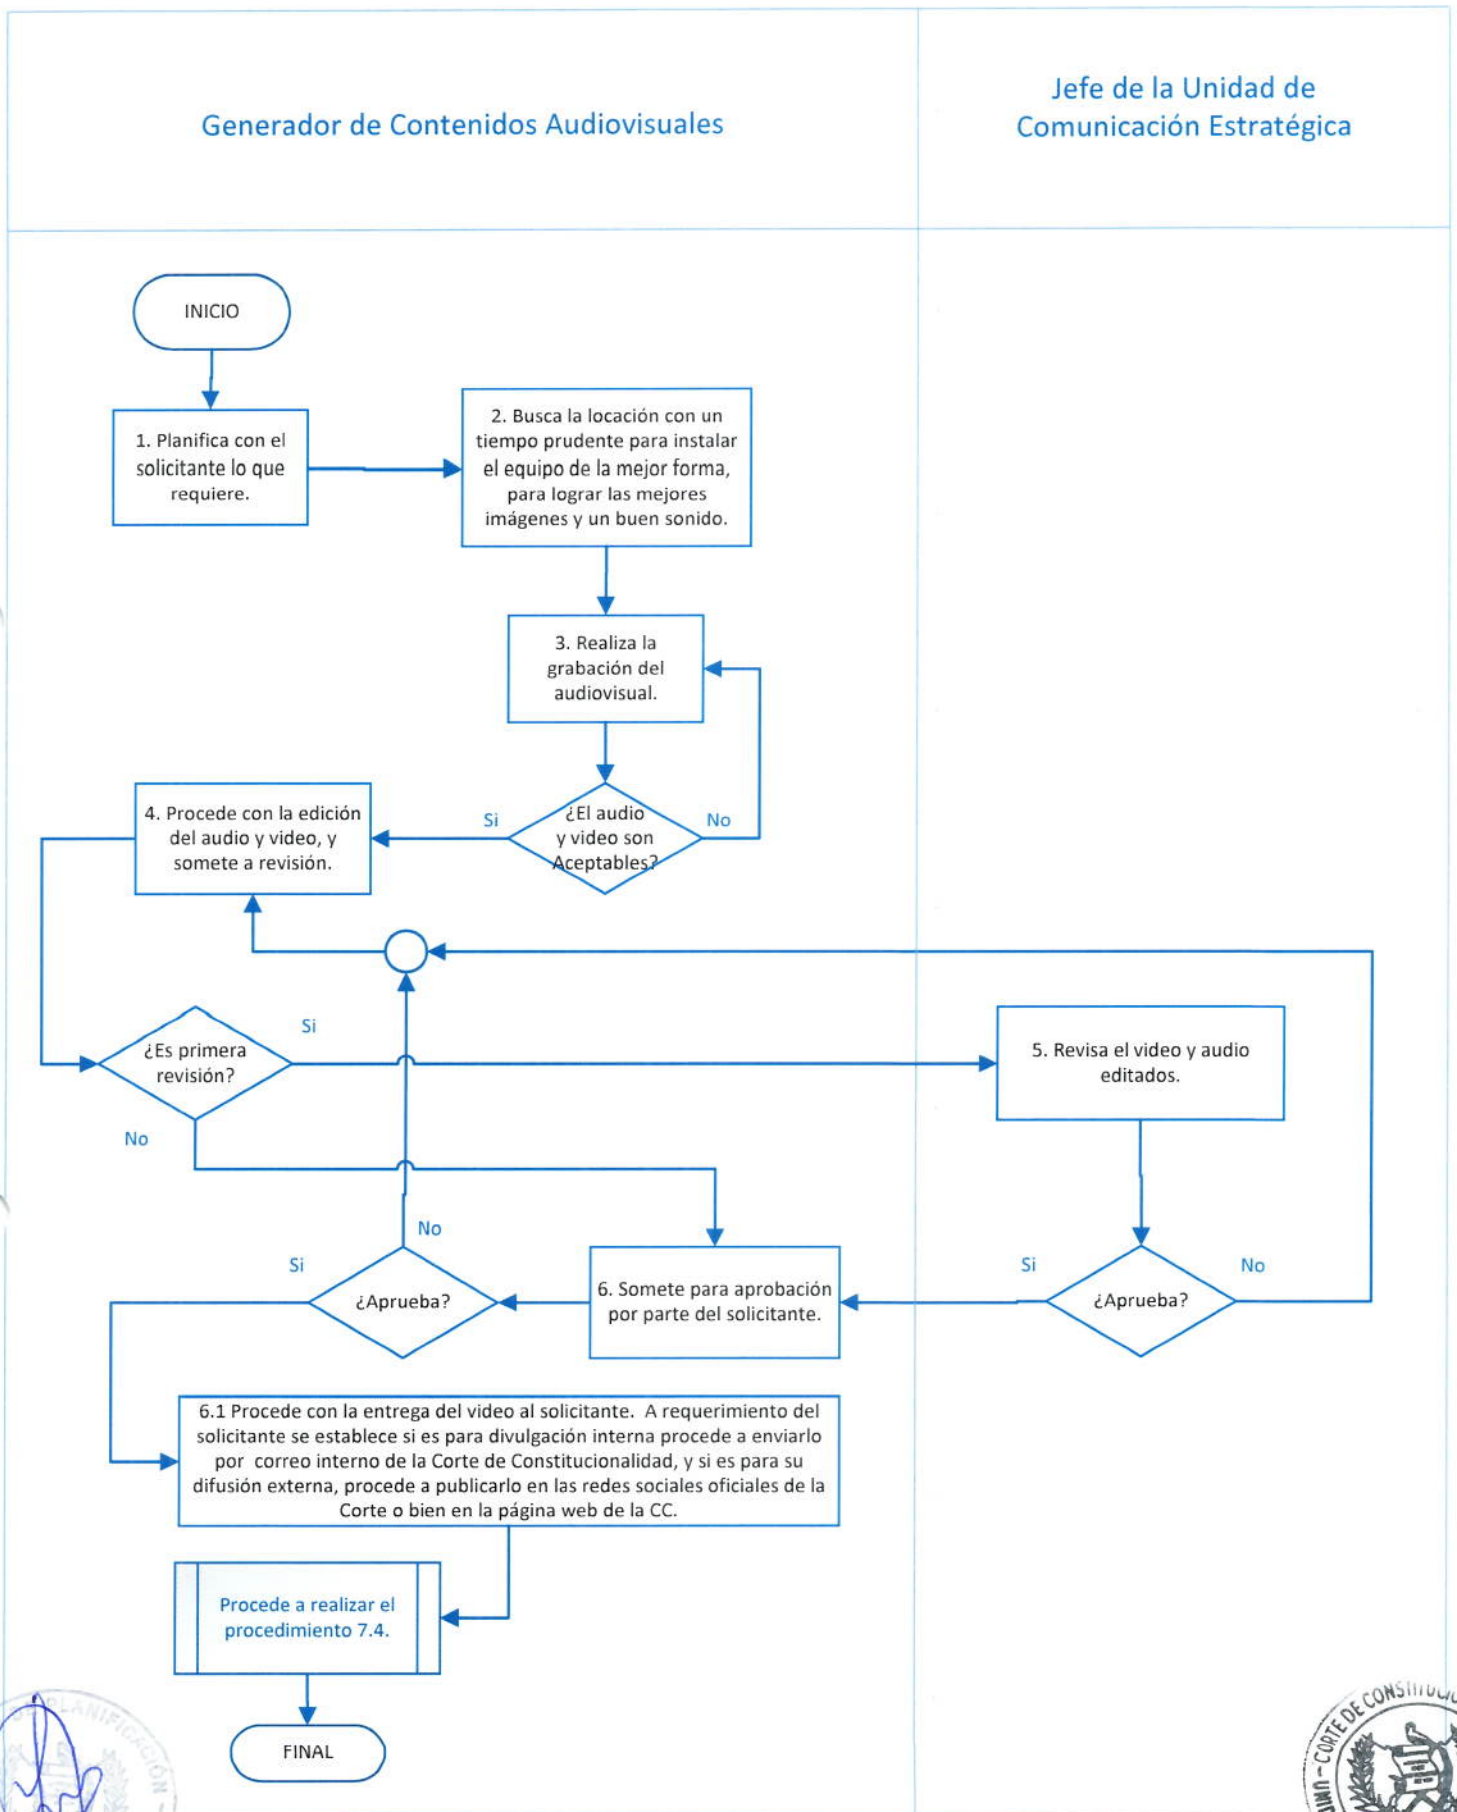 Generador de Contenidos Audiovisuales
Jefe de la Unidad de
Comunicación Estratégica
INICIO
1. Planifica con el
solicitante lo que
requiere.
2. Busca la locación con un
tiempo prudente para instalar
el equipo de la mejor forma,
para lograr las mejores
imágenes y un buen sonido.
3. Realiza la
grabación del
audiovisual.
¿El audio
y video son
Aceptables?
Si
No
4. Procede con la edición
del audio y video, y
somete a revisión.
¿Es primera
revisión?
Si
No
5. Revisa el video y audio
editados.
¿Aprueba?
Si
No
6. Somete para aprobación
por parte del solicitante.
¿Aprueba?
No
Si
6.1 Procede con la entrega del video al solicitante.  A requerimiento del
solicitante se establece si es para divulgación interna procede a enviarlo
por  correo interno de la Corte de Constitucionalidad, y si es para su
difusión externa, procede a publicarlo en las redes sociales oficiales de la
Corte o bien en la página web de la CC.
Procede a realizar el
procedimiento 7.4.
FINAL
DE PLANIFICACIÓN
CORTE DE